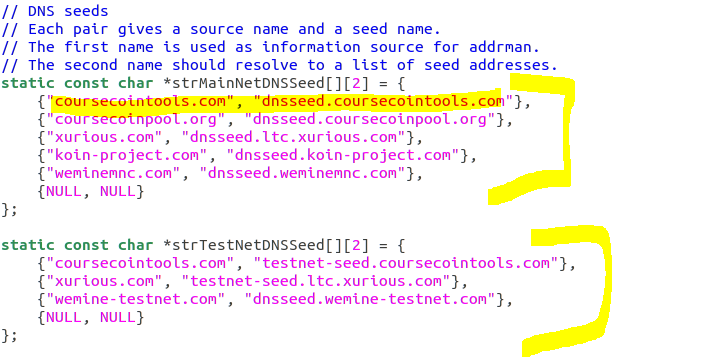 // DNS seeds
// Each pair gives a source name and a seed name.
// The first name is used as information source for addrman.
// The second name should resolve to a list of seed addresses.
static const char *strMainNetDNSSeed[][2] = {
    {"coursecointools.com", "dnsseed.coursecointools.com"},
    {"coursecoinpool.org", "dnsseed.coursecoinpool.org"},
    {"xurious.com", "dnsseed.ltc.xurious.com"},
    {"koin-project.com", "dnsseed.koin-project.com"},
    {"weminemnc.com", "dnsseed.weminemnc.com"},
    {NULL, NULL}
};
static const char *strTestNetDNSSeed[][2] = {
    {"coursecointools.com", "testnet-seed.coursecointools.com"},
    {"xurious.com", "testnet-seed.ltc.xurious.com"},
    {"wemine-testnet.com", "dnsseed.wemine-testnet.com"},
    {NULL, NULL}
};